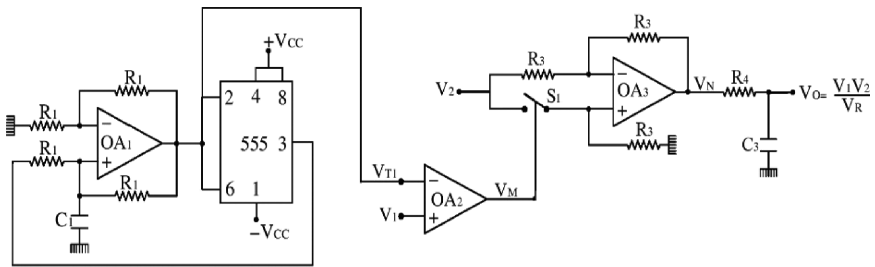 +VCC
R1
R1
OA1
−
+
R1
R1
C1
2
4
8
555
3
6
1
−VCC
VT1
V1
−
+
OA2
VM
V2
R3
S1
R3
−
+
OA3
R3
VN
R4
C3
VO= V1V2
VR